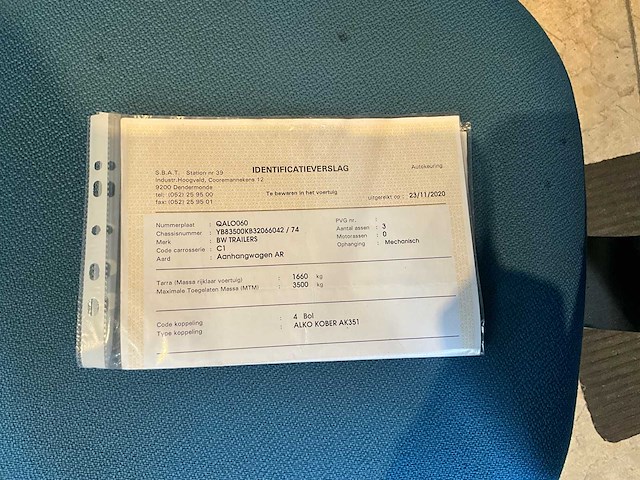 IDENTIFICATIEVERSLAG
Autokeuring
S.B.A.T. Station nr 39
Industr.Hoogveld, Cooremannskens 12
9200 Dendermonde
tel: (052) 25 95 00
fax: (052) 25 95 01
Te bewaren in het voertuig
uitgereikt op : 23/11/2020
Nummerplaat : QALO060
Chassisnummer : YB83500KB32066042 / 74
Merk : BW TRAILERS
Code carrosserie : C1
Aard : Aanhangwagen AR
PVG nr. :
Aantal assen : 3
Motorassen : 0
Ophanging : Mechanisch
Tarra (Massa rijklaar voertuig) : 1660 kg
Maximale Toegelaten Massa (MTM) : 3500 kg
Code koppeling : 4 Bol
Type koppeling : ALKO KOBER AK351